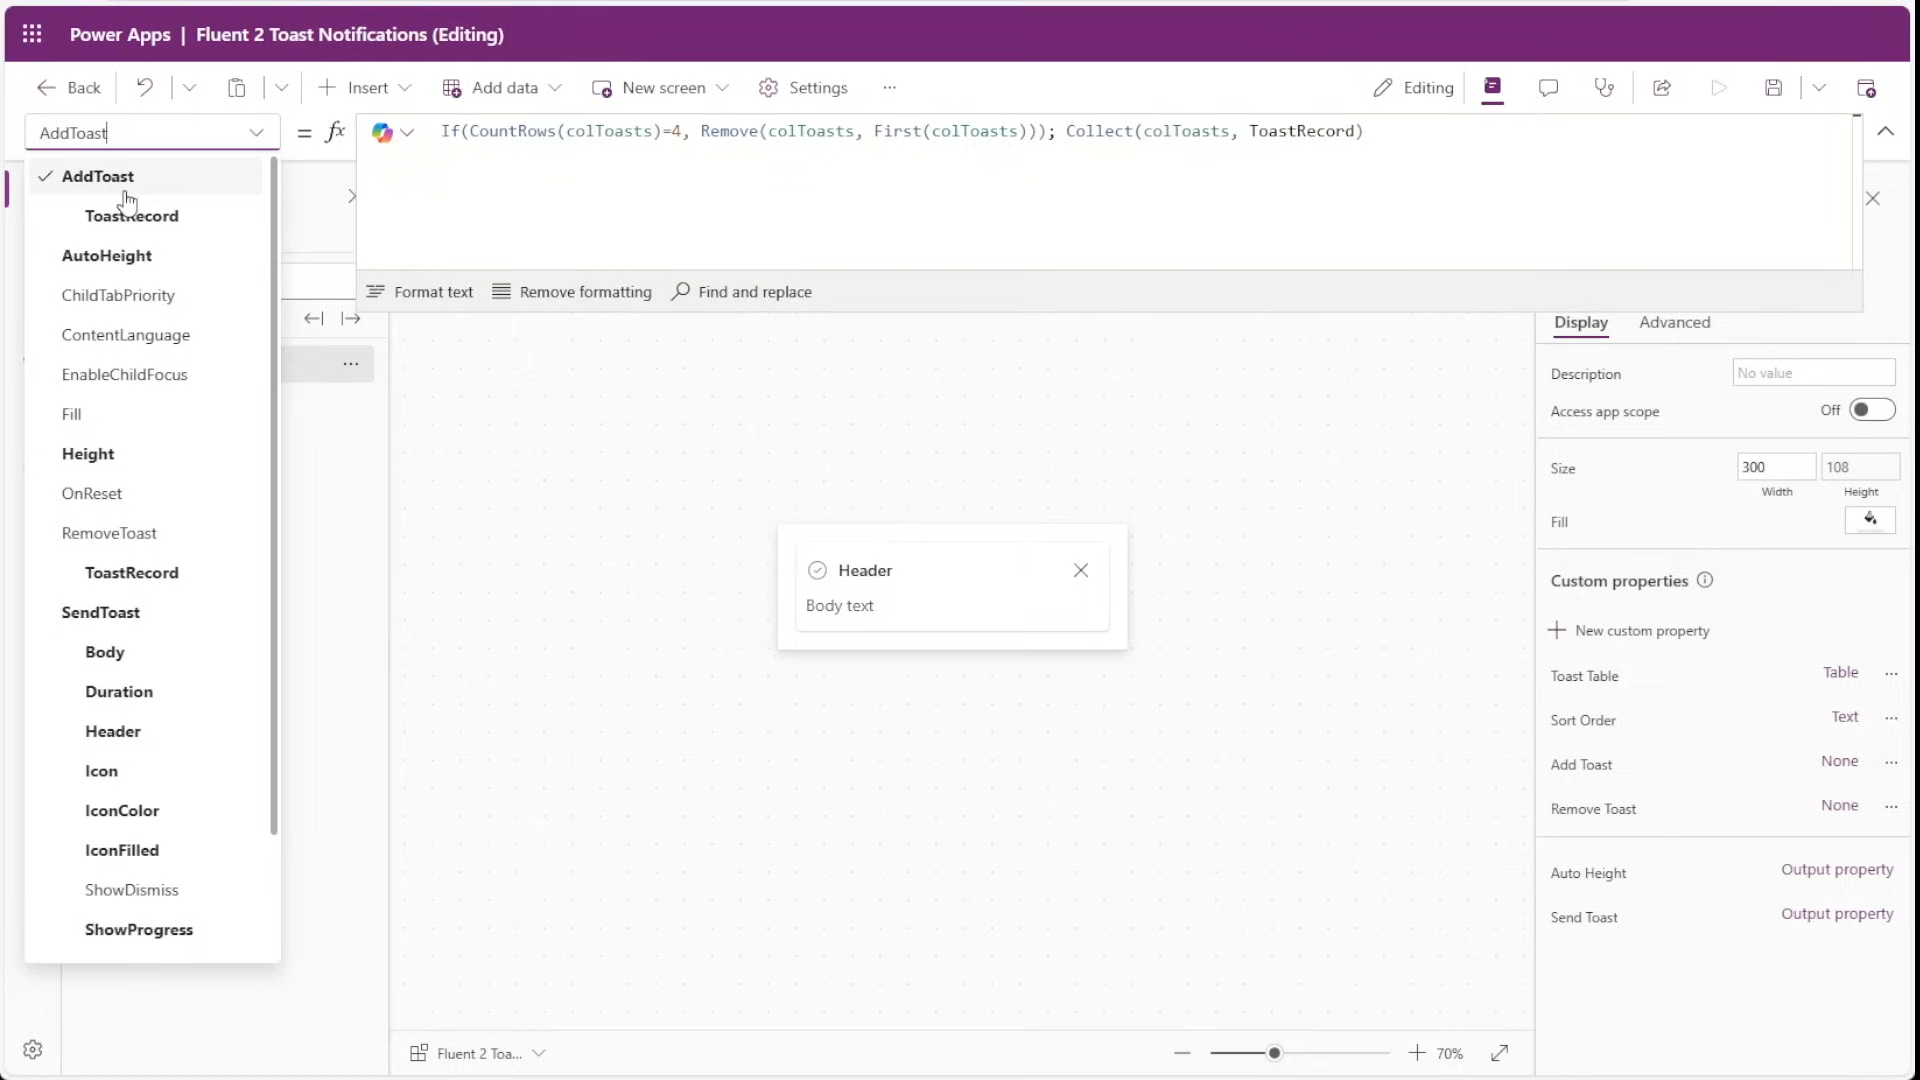 Power Apps | Fluent 2 Toast Notifications (Editing)
Back
Insert
Add data
New screen
Settings
...
Editing
AddToast
= fx
If(CountRows(colToasts)=4, Remove(colToasts, First(colToasts))); Collect(colToasts, ToastRecord)
AddToast
ToastRecord
AutoHeight
ChildTabPriority
ContentLanguage
EnableChildFocus
Fill
Height
OnReset
RemoveToast
ToastRecord
SendToast
Body
Duration
Header
Icon
IconColor
IconFilled
ShowDismiss
ShowProgress
Format text
Remove formatting
Find and replace
Header
Body text
Display
Advanced
Description
No value
Access app scope
Off
Size
300
108
Width
Height
Fill
Custom properties
New custom property
Toast Table
Table
Sort Order
Text
Add Toast
None
Remove Toast
None
Auto Height
Output property
Send Toast
Output property
Fluent 2 Toa...
70%